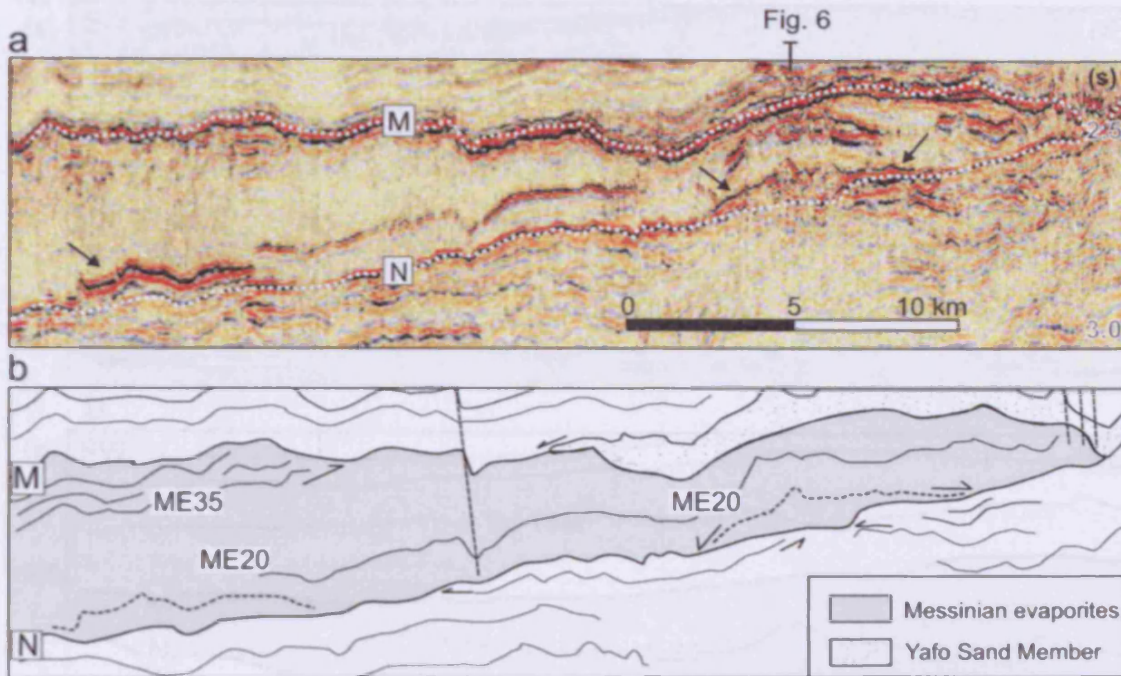 Fig. 6
a
(s)
M
2.5
N
0 5 10 km
3.0
b
M
ME35
ME20
ME20
N
Messinian evaporites
Yafo Sand Member